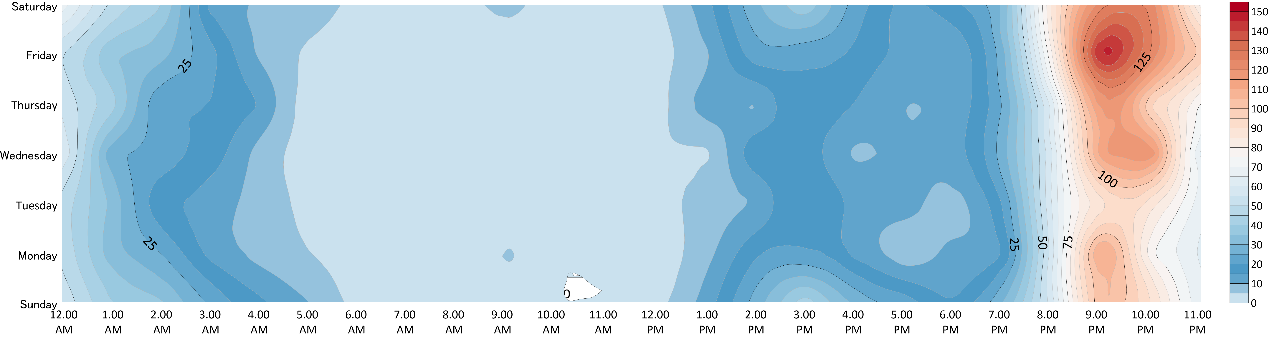 Saturday
Friday
Thursday
Wednesday
Tuesday
Monday
Sunday
25
125
100
25
25
50
75
0
12.00 AM
1.00 AM
2.00 AM
3.00 AM
4.00 AM
5.00 AM
6.00 AM
7.00 AM
8.00 AM
9.00 AM
10.00 AM
11.00 AM
12.00 PM
1.00 PM
2.00 PM
3.00 PM
4.00 PM
5.00 PM
6.00 PM
7.00 PM
8.00 PM
9.00 PM
10.00 PM
11.00 PM
150
140
130
120
110
100
90
80
70
60
50
40
30
20
10
0